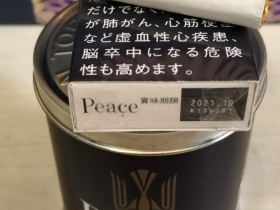 だけでなく、
が肺がん、心筋梗
など虚血性心疾患、
脳卒中になる危険
性も高めます。
Peace 賞味期限 2021.10